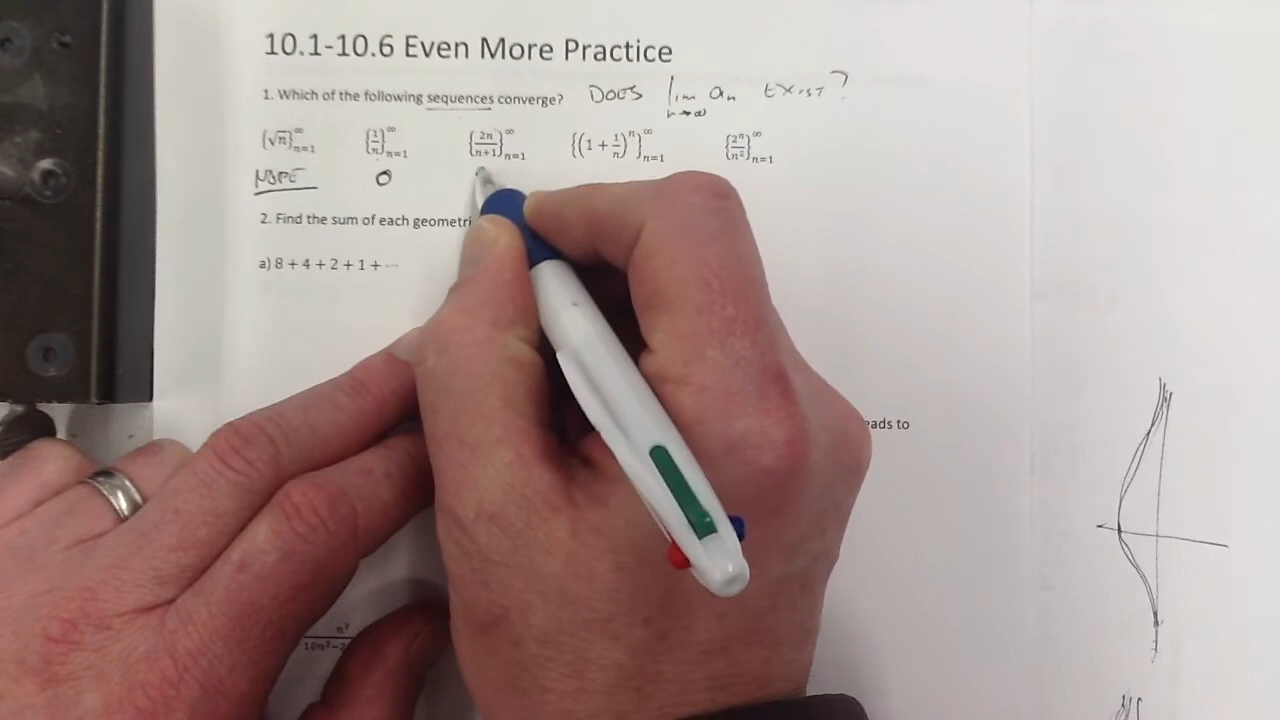 10.1-10.6 Even More Practice
1. Which of the following sequences converge? DOES lim n→∞ an EXIST?
{√n}∞n=1 {1/n}∞n=1 {2n/n+1}∞n=1 {(1 + 1/n)^n}∞n=1 {2^n/n²}∞n=1
0
2. Find the sum of each geometri
a) 8 + 4 + 2 + 1 + ⋯
eads to